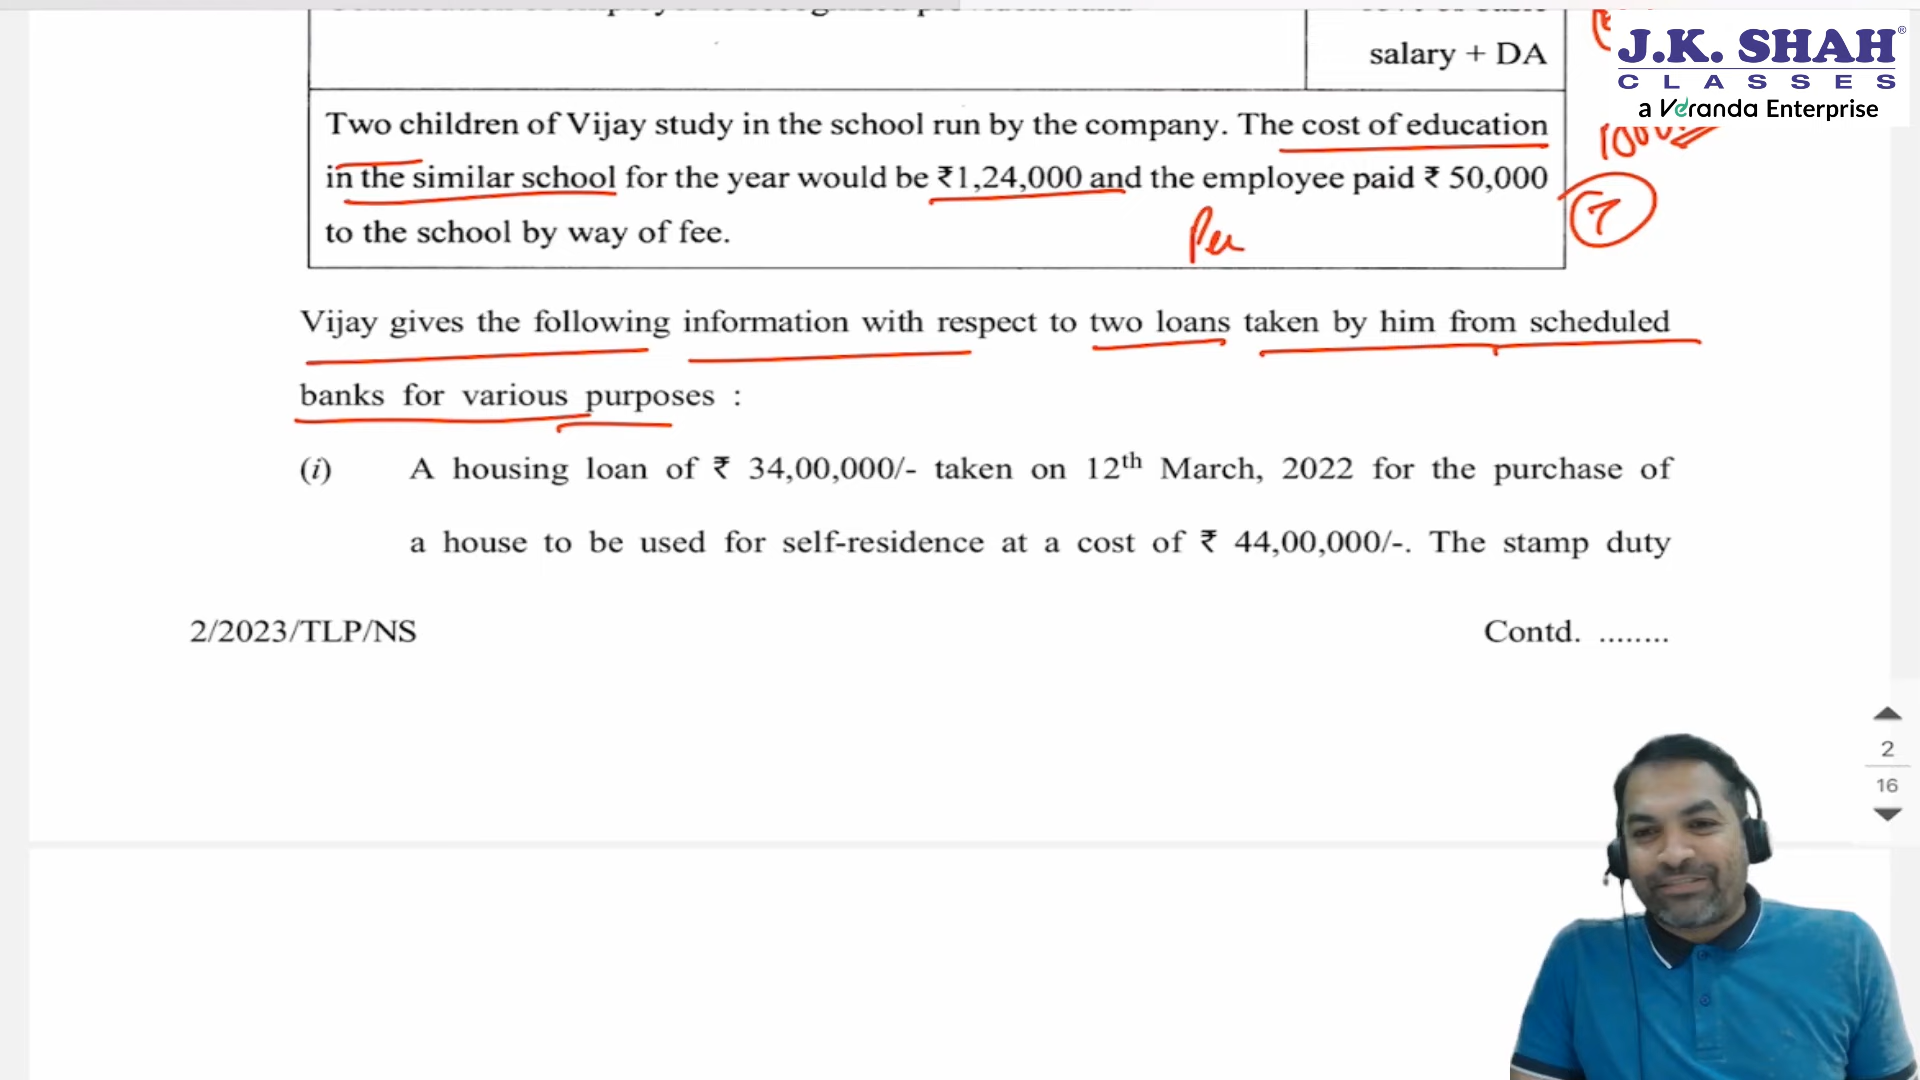 salary + DA
J.K. SHAH®
CLASSES
a Veranda Enterprise
Two children of Vijay study in the school run by the company. The cost of education
in the similar school for the year would be ₹1,24,000 and the employee paid ₹ 50,000
to the school by way of fee.
Vijay gives the following information with respect to two loans taken by him from scheduled
banks for various purposes :
(i) A housing loan of ₹ 34,00,000/- taken on 12th March, 2022 for the purchase of
a house to be used for self-residence at a cost of ₹ 44,00,000/-. The stamp duty
2/2023/TLP/NS
Contd. ........
2
16